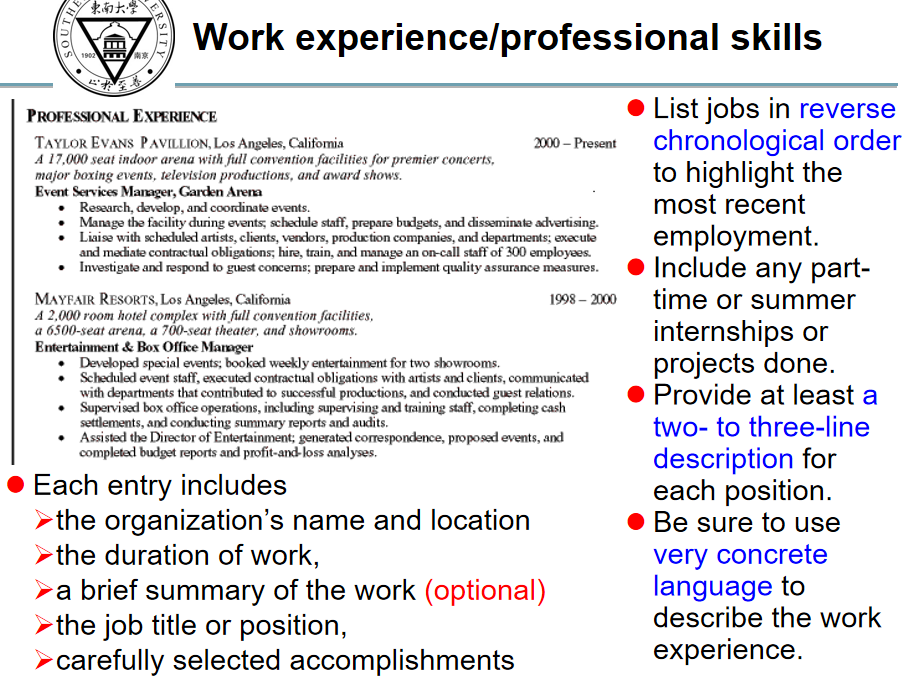 東南大學
SOUTHEAST UNIVERSITY
1902
南京
止於至善
Work experience/professional skills
PROFESSIONAL EXPERIENCE
TAYLOR EVANS PAVILLION, Los Angeles, California 2000 – Present
A 17,000 seat indoor arena with full convention facilities for premier concerts,
major boxing events, television productions, and award shows.
Event Services Manager, Garden Arena
• Research, develop, and coordinate events.
• Manage the facility during events; schedule staff, prepare budgets, and disseminate advertising.
• Liaise with scheduled artists, clients, vendors, production companies, and departments; execute
and mediate contractual obligations; hire, train, and manage an on-call staff of 300 employees.
• Investigate and respond to guest concerns; prepare and implement quality assurance measures.
MAYFAIR RESORTS, Los Angeles, California 1998 – 2000
A 2,000 room hotel complex with full convention facilities,
a 6500-seat arena, a 700-seat theater, and showrooms.
Entertainment & Box Office Manager
• Developed special events; booked weekly entertainment for two showrooms.
• Scheduled event staff, executed contractual obligations with artists and clients, communicated
with departments that contributed to successful productions, and conducted guest relations.
• Supervised box office operations, including supervising and training staff, completing cash
settlements, and conducting summary reports and audits.
• Assisted the Director of Entertainment; generated correspondence, proposed events, and
completed budget reports and profit-and-loss analyses.
● Each entry includes
➢the organization’s name and location
➢the duration of work,
➢a brief summary of the work (optional)
➢the job title or position,
➢carefully selected accomplishments
● List jobs in reverse
chronological order
to highlight the
most recent
employment.
● Include any part-
time or summer
internships or
projects done.
● Provide at least a
two- to three-line
description for
each position.
● Be sure to use
very concrete
language to
describe the work
experience.